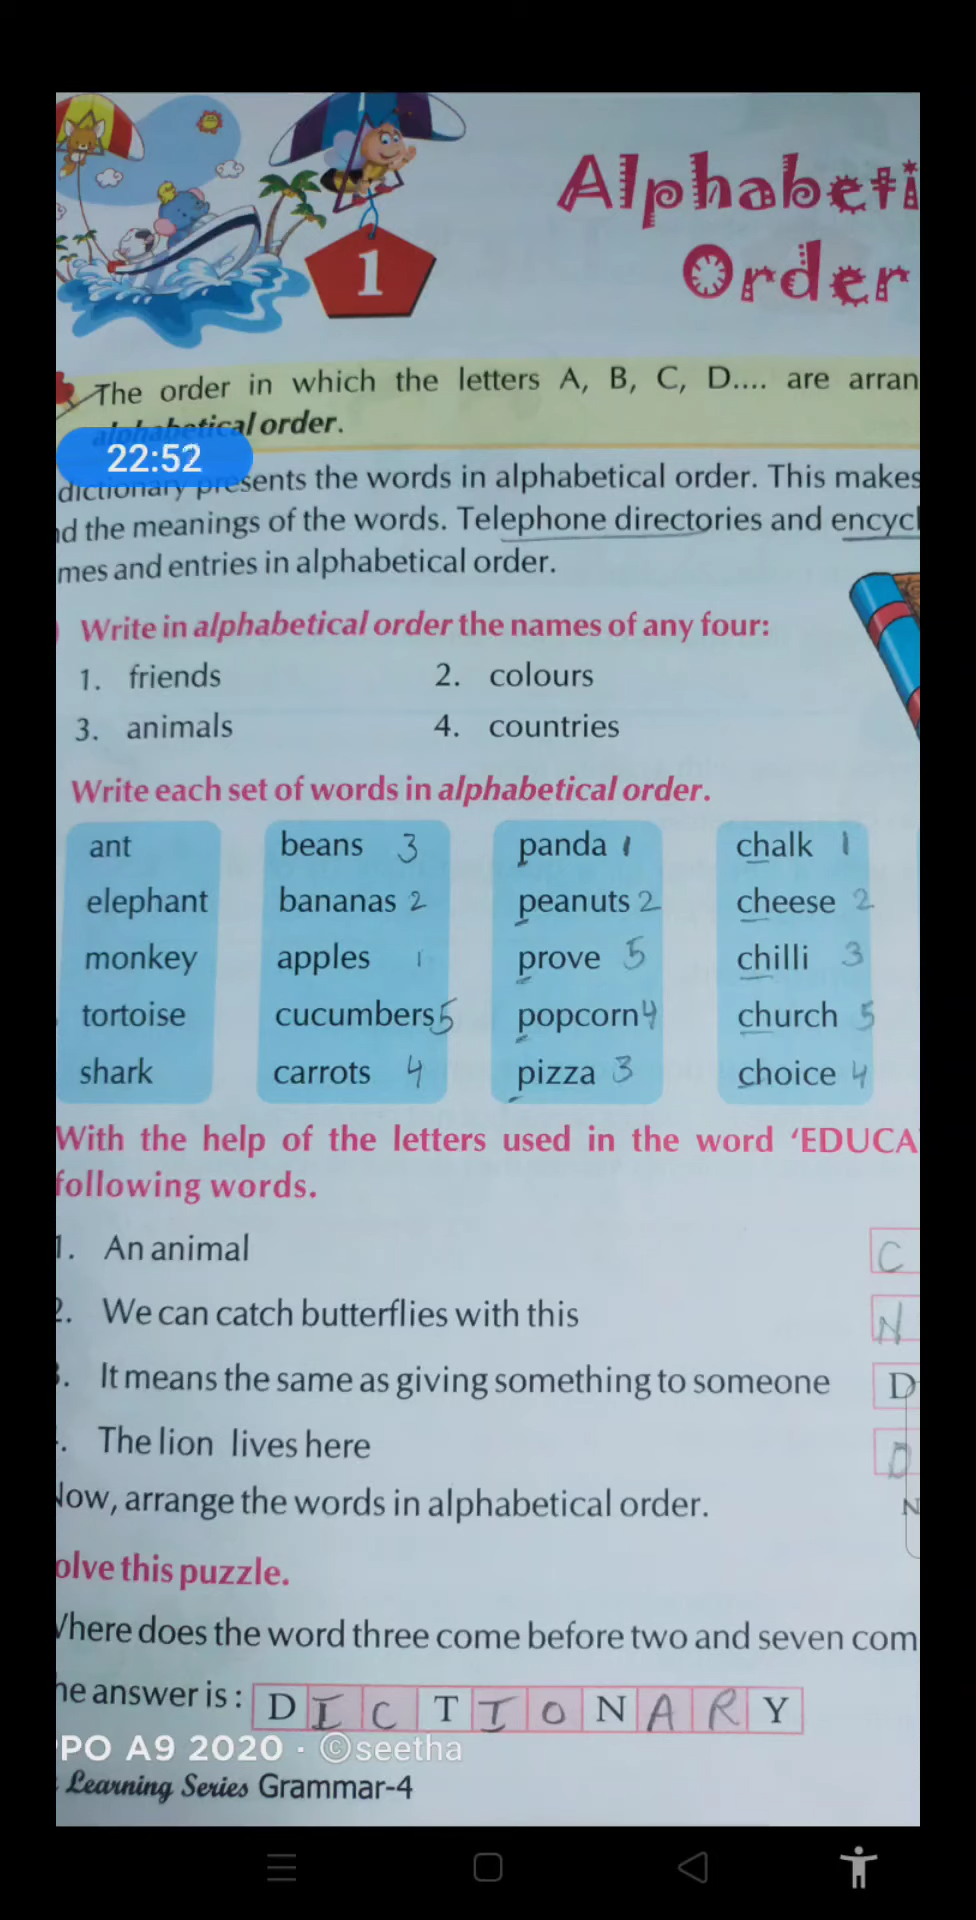 Alphabeti
Order
1
The order in which the letters A, B, C, D.... are arran
alphabetical order.
22:52
dictionary presents the words in alphabetical order. This makes
d the meanings of the words. Telephone directories and encycl
mes and entries in alphabetical order.
Write in alphabetical order the names of any four:
1. friends 2. colours
3. animals 4. countries
Write each set of words in alphabetical order.
ant beans 3 panda 1 chalk 1
elephant bananas 2 peanuts 2 cheese 2
monkey apples 1 prove 5 chilli 3
tortoise cucumbers 5 popcorn 4 church 5
shark carrots 4 pizza 3 choice 4
With the help of the letters used in the word ‘EDUCA
following words.
1. An animal C
2. We can catch butterflies with this N
3. It means the same as giving something to someone D
. The lion lives here D
Now, arrange the words in alphabetical order. N
olve this puzzle.
Where does the word three come before two and seven com
he answer is : D I C T I O N A R Y
PO A9 2020 · ©seetha
Learning Series Grammar-4